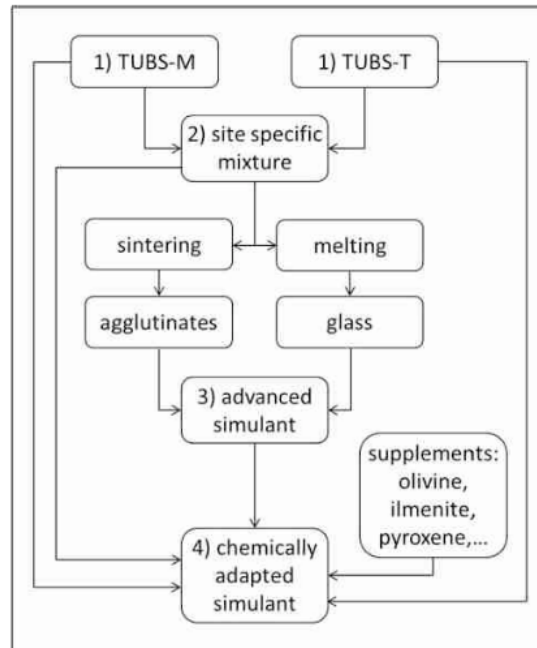 1) TUBS-M
1) TUBS-T
2) site specific
mixture
sintering
melting
agglutinates
glass
3) advanced
simulant
supplements:
olivine,
ilmenite,
pyroxene,...
4) chemically
adapted
simulant